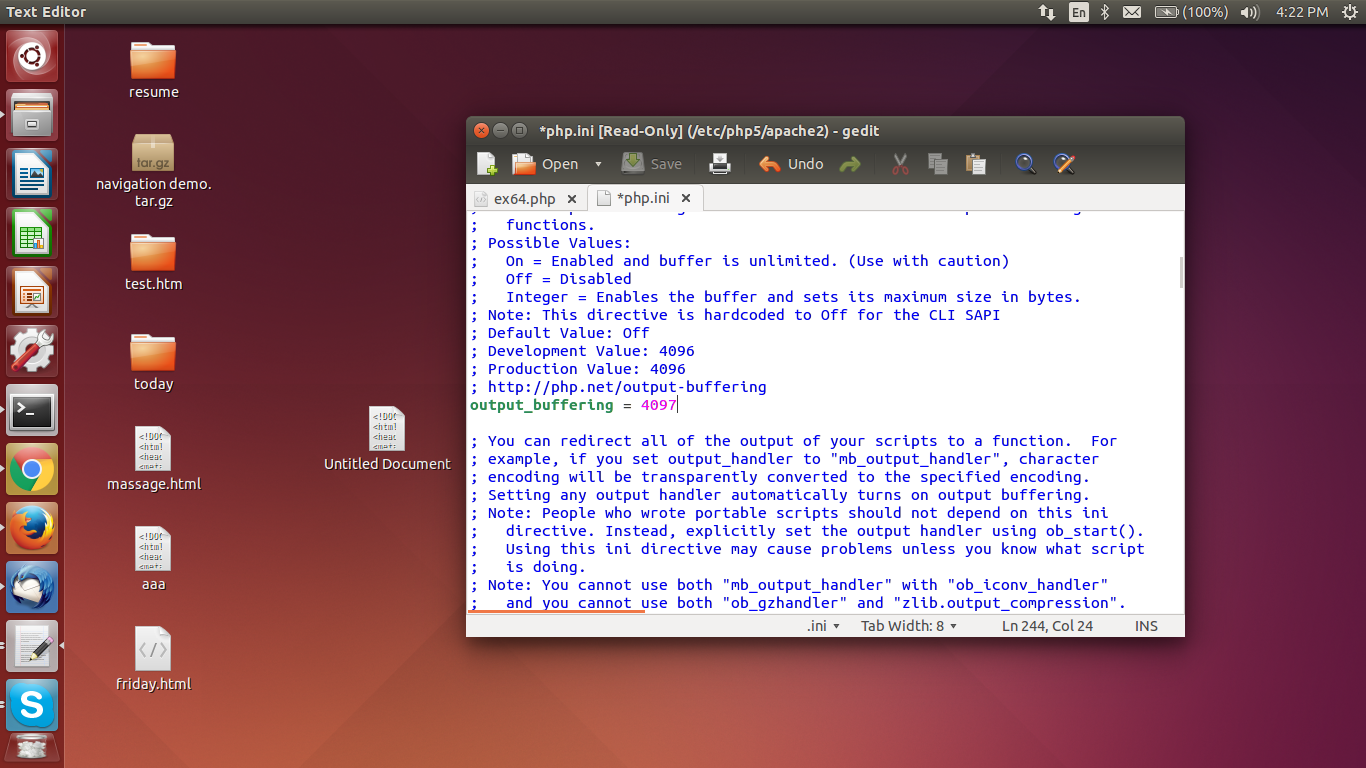 Text Editor
En
(100%)
4:22 PM
resume
tar.gz
navigation demo.
tar.gz
test.htm
today
<!DOC
<html
<head
<met:
massage.html
<!DOC
<html
<head
<met:
aaa
</>
friday.html
<!DOC
<html
<head
<met:
Untitled Document
*php.ini [Read-Only] (/etc/php5/apache2) - gedit
Open
Save
Undo
ex64.php
*php.ini
;   functions.
; Possible Values:
;   On = Enabled and buffer is unlimited. (Use with caution)
;   Off = Disabled
;   Integer = Enables the buffer and sets its maximum size in bytes.
; Note: This directive is hardcoded to Off for the CLI SAPI
; Default Value: Off
; Development Value: 4096
; Production Value: 4096
; http://php.net/output-buffering
output_buffering = 4097
; You can redirect all of the output of your scripts to a function.  For
; example, if you set output_handler to "mb_output_handler", character
; encoding will be transparently converted to the specified encoding.
; Setting any output handler automatically turns on output buffering.
; Note: People who wrote portable scripts should not depend on this ini
;   directive. Instead, explicitly set the output handler using ob_start().
;   Using this ini directive may cause problems unless you know what script
;   is doing.
; Note: You cannot use both "mb_output_handler" with "ob_iconv_handler"
;   and you cannot use both "ob_gzhandler" and "zlib.output_compression".
.ini
Tab Width: 8
Ln 244, Col 24
INS